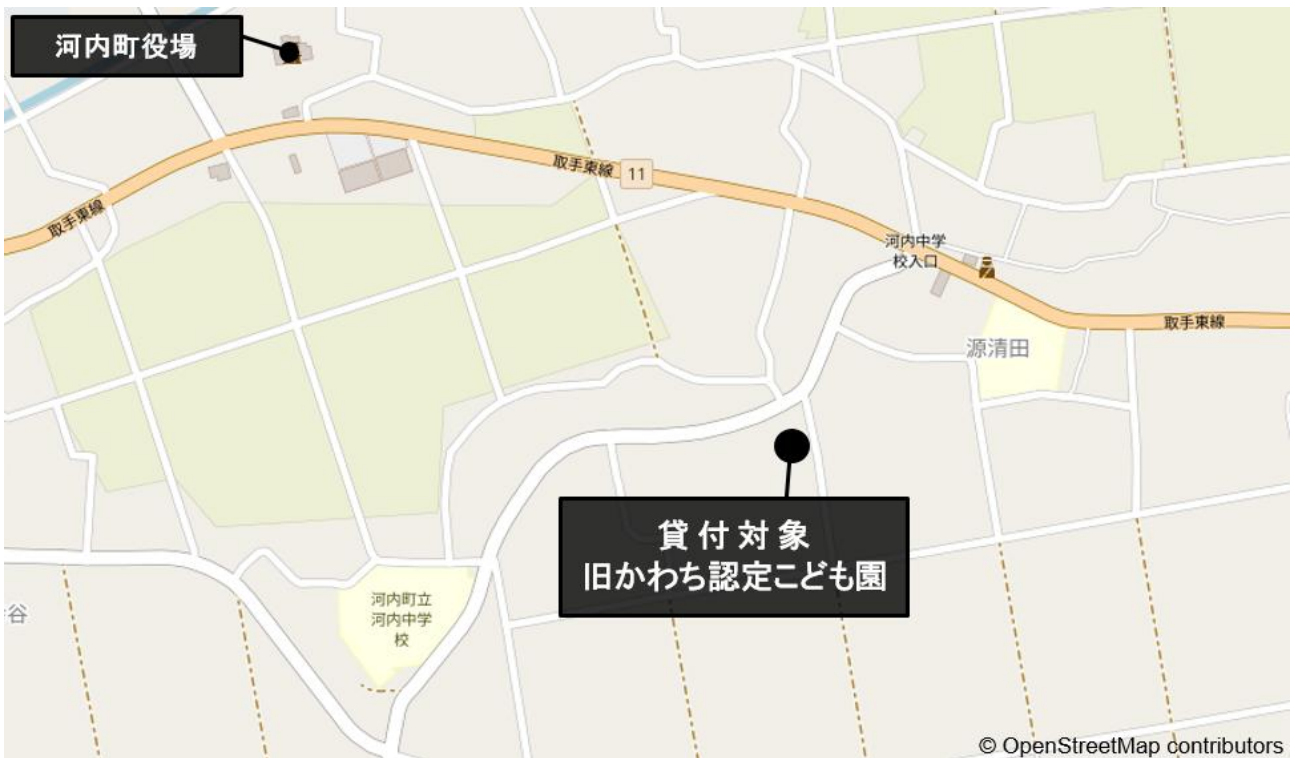 河内町役場
取手東線
取手東線
11
河内中学
校入口
取手東線
源清田
貸付対象
旧かわち認定こども園
河内町立
河内中学
校
谷
© OpenStreetMap contributors